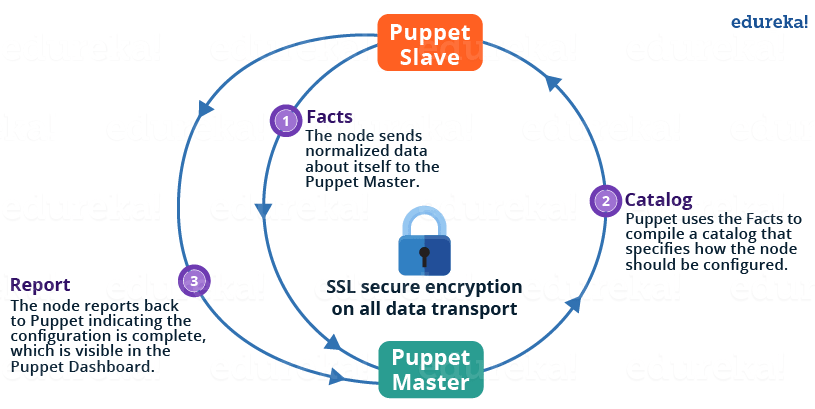 edureka!
Puppet
Slave
1
Facts
The node sends
normalized data
about itself to the
Puppet Master.
2
Catalog
Puppet uses the Facts to
compile a catalog that
specifies how the node
should be configured.
SSL secure encryption
on all data transport
3
Report
The node reports back
to Puppet indicating the
configuration is complete,
which is visible in the
Puppet Dashboard.
Puppet
Master